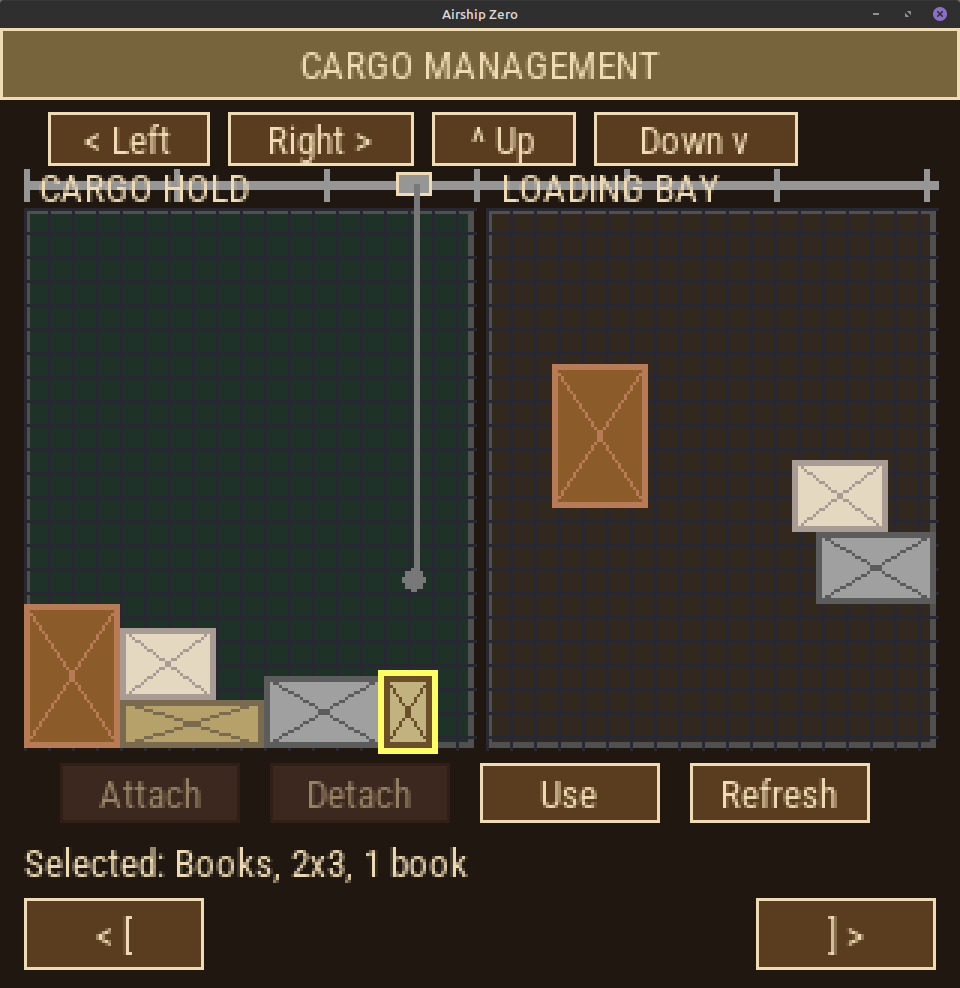 Airship Zero
CARGO MANAGEMENT
< Left
Right >
^ Up
Down v
CARGO HOLD
LOADING BAY
Attach
Detach
Use
Refresh
Selected: Books, 2x3, 1 book
< [
] >